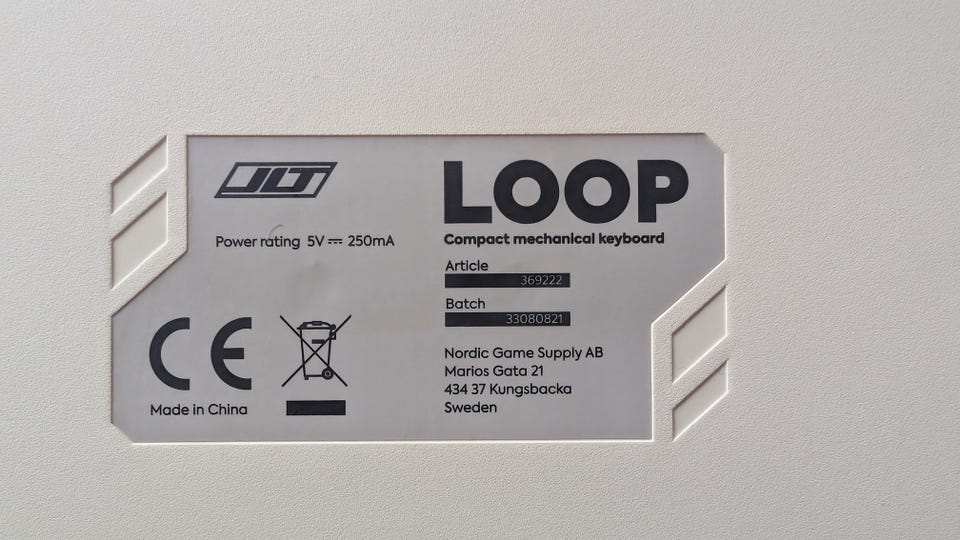 JLT
Power rating 5V ⎓ 250mA
CE
Made in China
LOOP
Compact mechanical keyboard
Article
369222
Batch
33080821
Nordic Game Supply AB
Marios Gata 21
434 37 Kungsbacka
Sweden